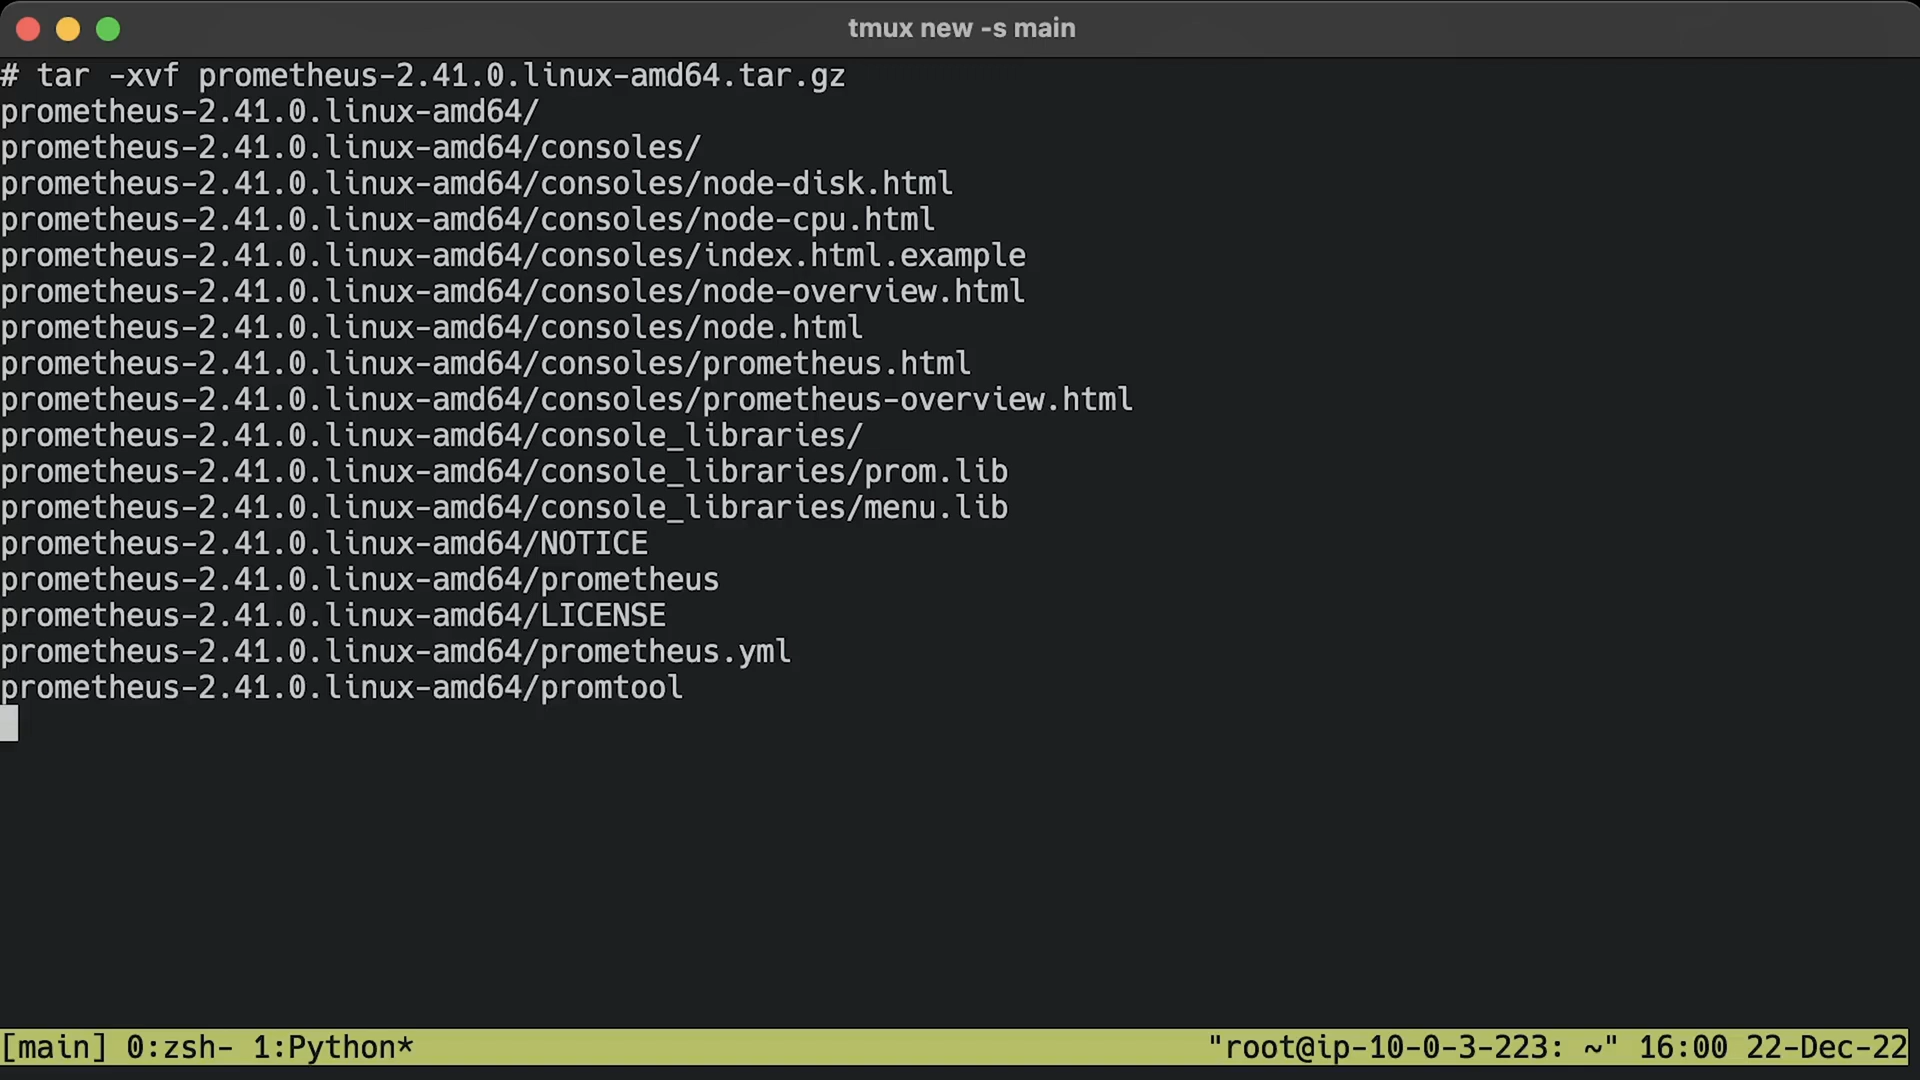 tmux new -s main
# tar -xvf prometheus-2.41.0.linux-amd64.tar.gz
prometheus-2.41.0.linux-amd64/
prometheus-2.41.0.linux-amd64/consoles/
prometheus-2.41.0.linux-amd64/consoles/node-disk.html
prometheus-2.41.0.linux-amd64/consoles/node-cpu.html
prometheus-2.41.0.linux-amd64/consoles/index.html.example
prometheus-2.41.0.linux-amd64/consoles/node-overview.html
prometheus-2.41.0.linux-amd64/consoles/node.html
prometheus-2.41.0.linux-amd64/consoles/prometheus.html
prometheus-2.41.0.linux-amd64/consoles/prometheus-overview.html
prometheus-2.41.0.linux-amd64/console_libraries/
prometheus-2.41.0.linux-amd64/console_libraries/prom.lib
prometheus-2.41.0.linux-amd64/console_libraries/menu.lib
prometheus-2.41.0.linux-amd64/NOTICE
prometheus-2.41.0.linux-amd64/prometheus
prometheus-2.41.0.linux-amd64/LICENSE
prometheus-2.41.0.linux-amd64/prometheus.yml
prometheus-2.41.0.linux-amd64/promtool
[main] 0:zsh- 1:Python* "root@ip-10-0-3-223: ~" 16:00 22-Dec-22